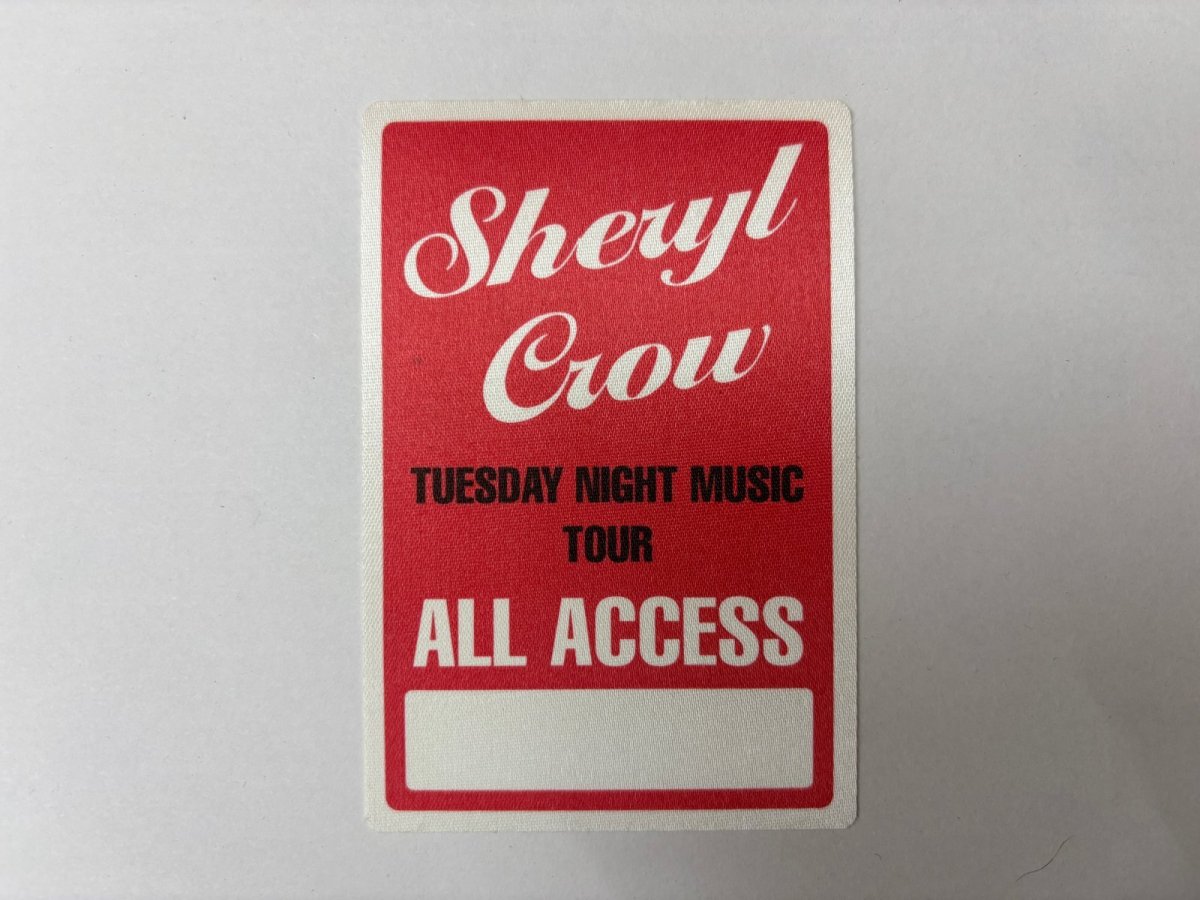 Sheryl
Crow
TUESDAY NIGHT MUSIC
TOUR
ALL ACCESS